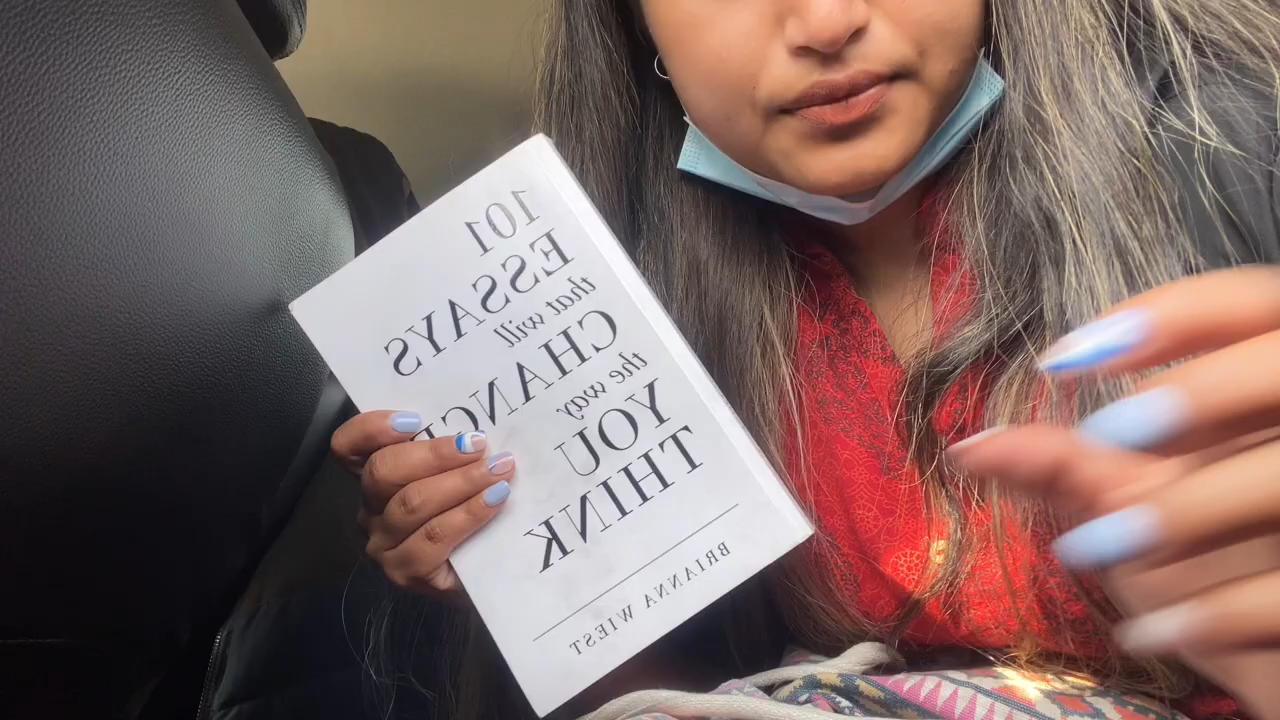 101
ESSAYS
that will
CHANGE
the way
YOU
THINK
BRIANNA WIEST